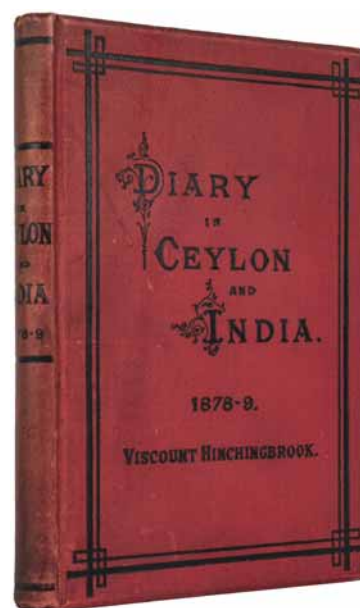 DIARY
IN
CEYLON
AND
INDIA.
1878-9.
VISCOUNT HINCHINGBROOK.